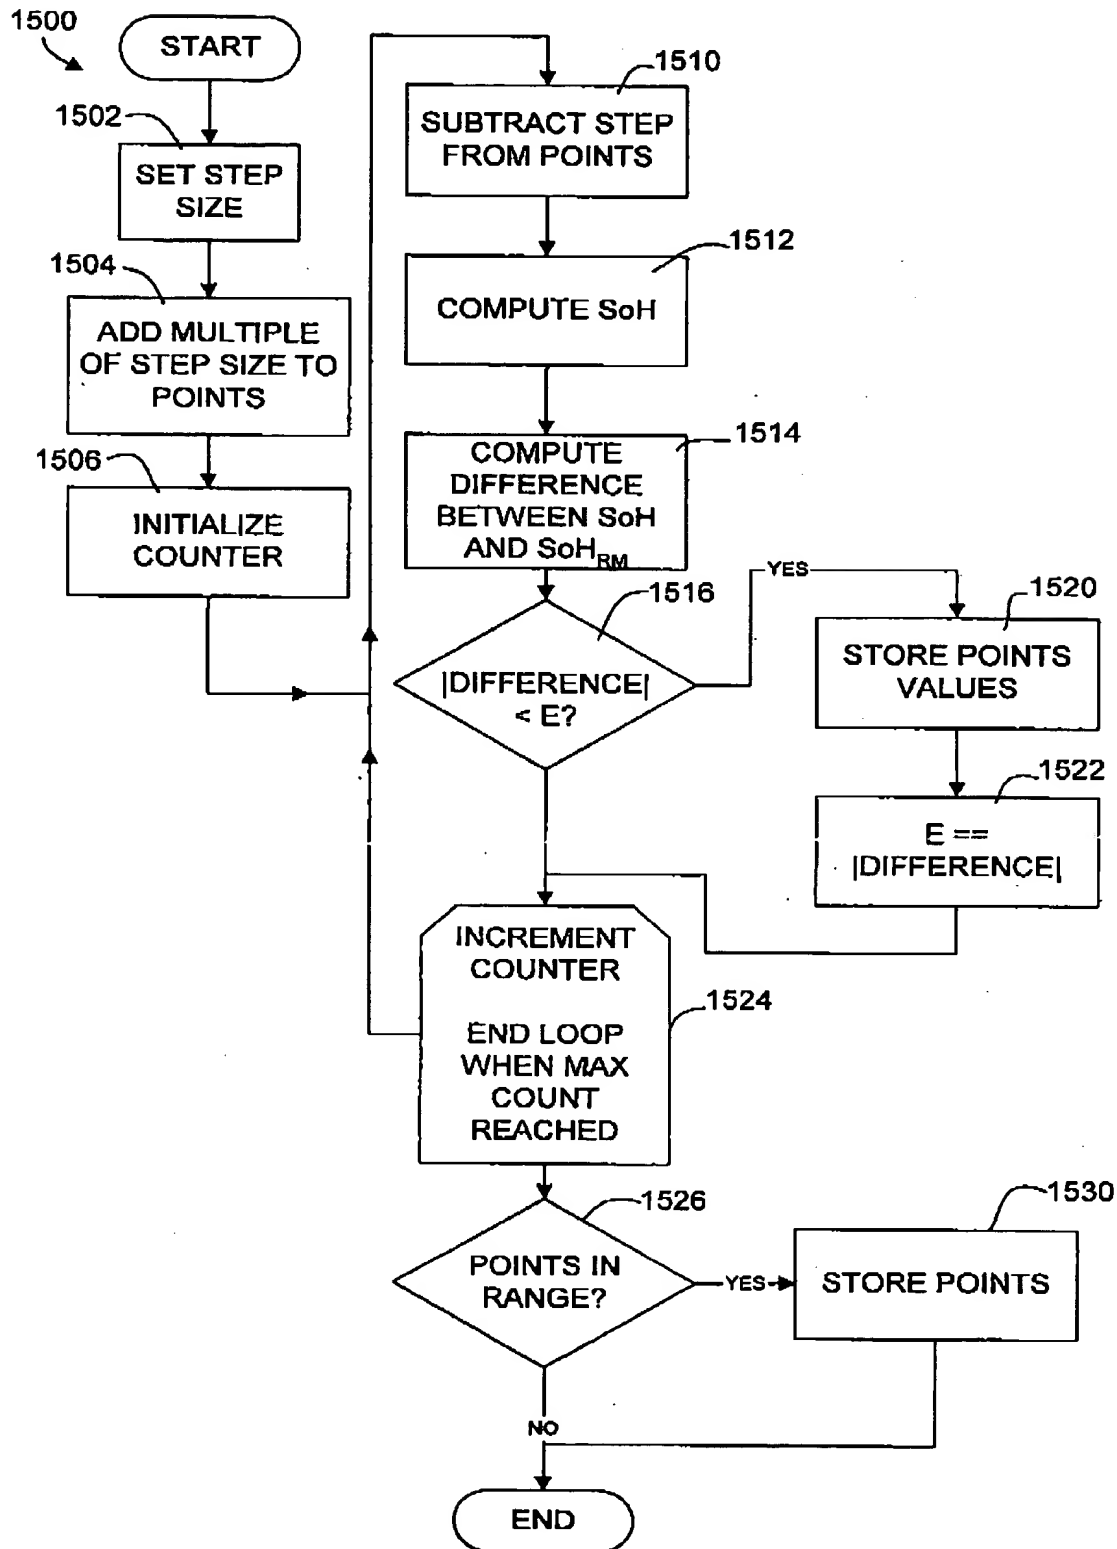 1500
START
1502
SET STEP
SIZE
1504
ADD MULTIPLE
OF STEP SIZE TO
POINTS
1506
INITIALIZE
COUNTER
1510
SUBTRACT STEP
FROM POINTS
1512
COMPUTE SoH
1514
COMPUTE
DIFFERENCE
BETWEEN SoH
AND SoH_RM
1516
|DIFFERENCE|
< E?
YES
1520
STORE POINTS
VALUES
1522
E ==
|DIFFERENCE|
INCREMENT
COUNTER
END LOOP
WHEN MAX
COUNT
REACHED
1524
1526
POINTS IN
RANGE?
YES
1530
STORE POINTS
NO
END